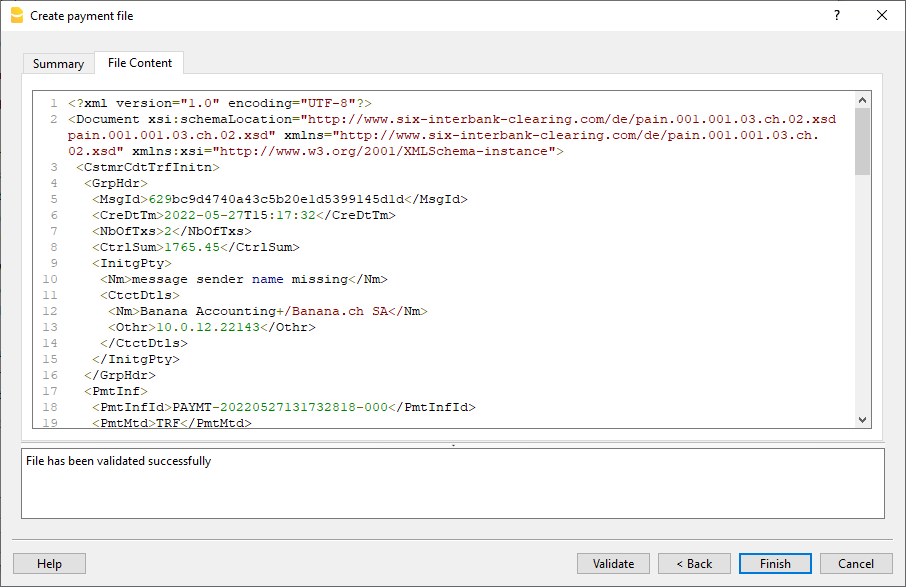 Create payment file
?
Summary
File Content
1 <?xml version="1.0" encoding="UTF-8"?>
2 <Document xsi:schemaLocation="http://www.six-interbank-clearing.com/de/pain.001.001.03.ch.02.xsd
pain.001.001.03.ch.02.xsd" xmlns="http://www.six-interbank-clearing.com/de/pain.001.001.03.ch.
02.xsd" xmlns:xsi="http://www.w3.org/2001/XMLSchema-instance">
3 <CstmrCdtTrfInitn>
4 <GrpHdr>
5 <MsgId>629bc9d4740a43c5b20e1d5399145d1d</MsgId>
6 <CreDtTm>2022-05-27T15:17:32</CreDtTm>
7 <NbOfTxs>2</NbOfTxs>
8 <CtrlSum>1765.45</CtrlSum>
9 <InitgPty>
10 <Nm>message sender name missing</Nm>
11 <CtctDtls>
12 <Nm>Banana Accounting+/Banana.ch SA</Nm>
13 <Othr>10.0.12.22143</Othr>
14 </CtctDtls>
15 </InitgPty>
16 </GrpHdr>
17 <PmtInf>
18 <PmtInfId>PAYMT-20220527131732818-000</PmtInfId>
19 <PmtMtd>TRF</PmtMtd>
File has been validated successfully
Help
Validate
< Back
Finish
Cancel